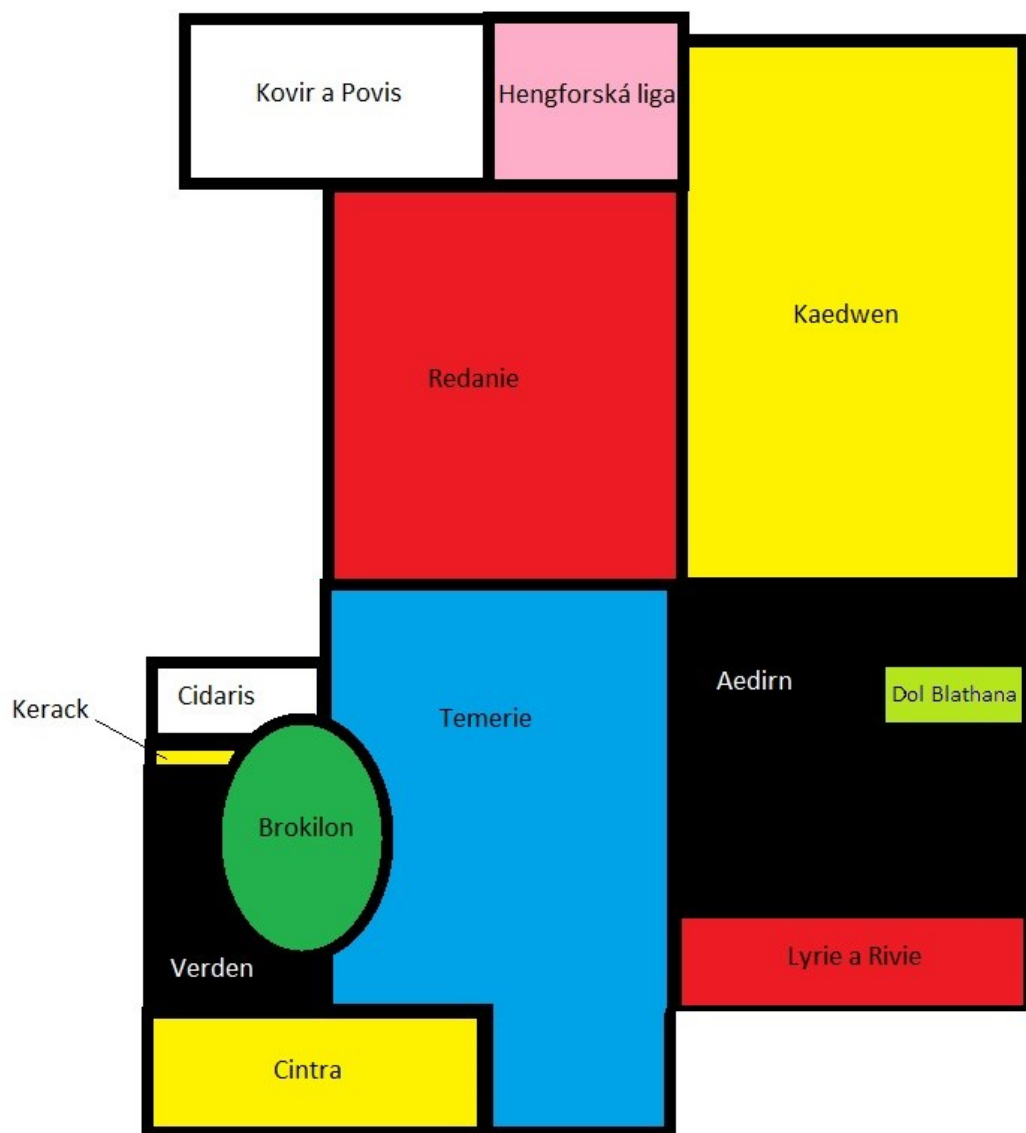 Kovir a Povis
Hengforská liga
Kaedwen
Redanie
Aedirn
Dol Blathana
Cidaris
Kerack
Temerie
Brokilon
Verden
Lyrie a Rivie
Cintra